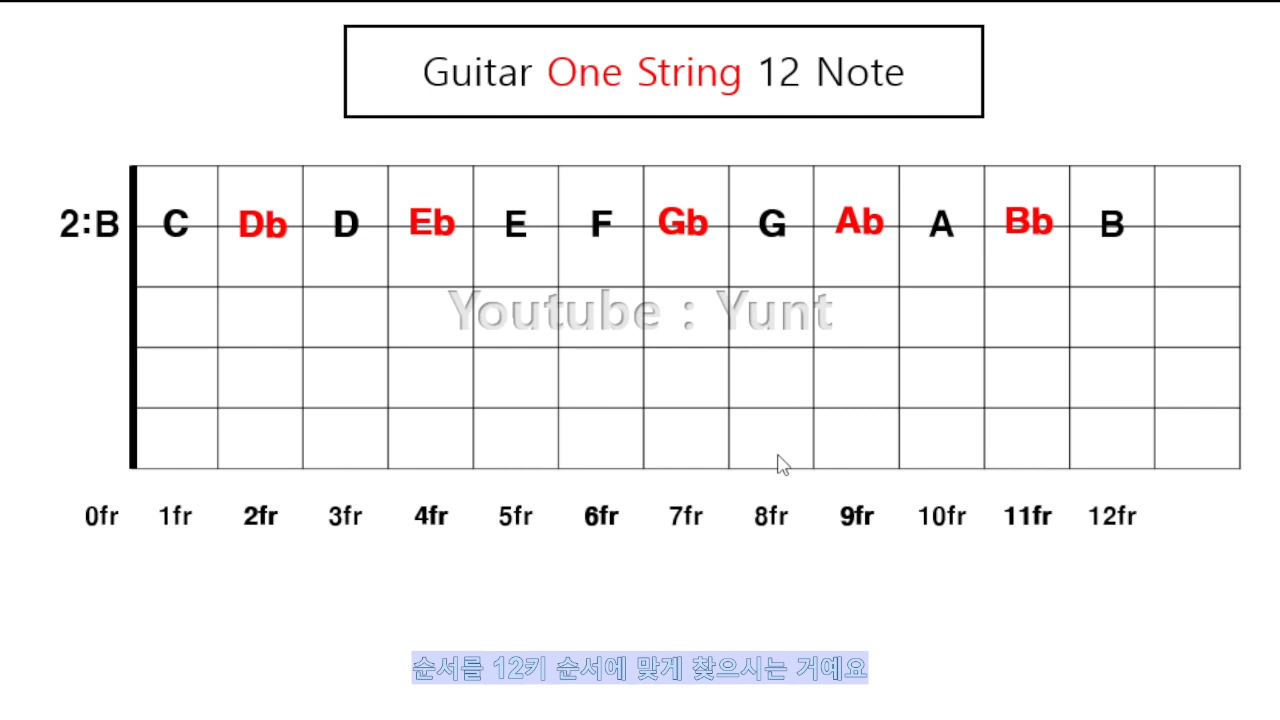 Guitar One String 12 Note
2:B C Db D Eb E F Gb G Ab A Bb B
Youtube : Yunt
0fr 1fr 2fr 3fr 4fr 5fr 6fr 7fr 8fr 9fr 10fr 11fr 12fr
순서를 12키 순서에 맞게 찾으시는 거예요